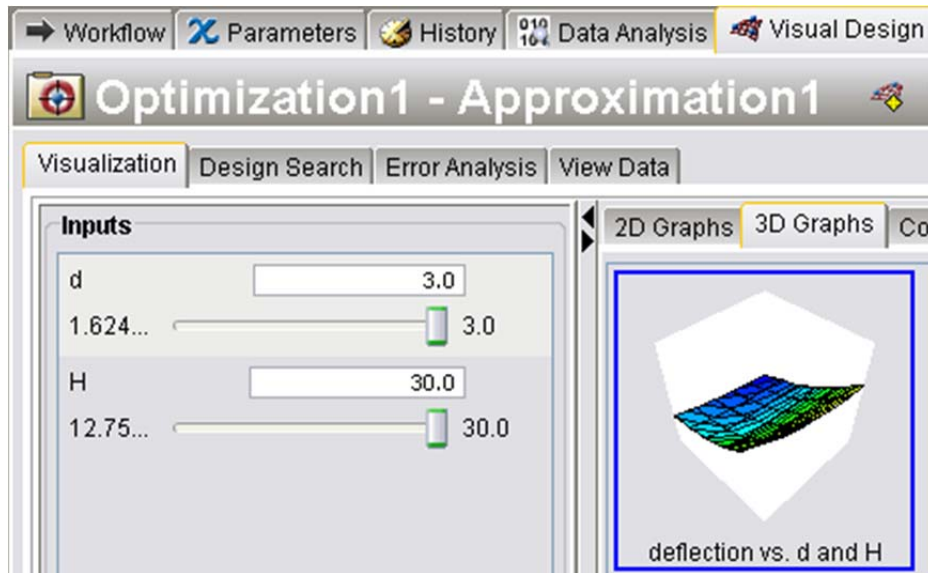 Workflow Parameters History Data Analysis Visual Design
Optimization1 - Approximation1
Visualization Design Search Error Analysis View Data
Inputs
2D Graphs 3D Graphs Co
d 3.0
1.624... 3.0
H 30.0
12.75... 30.0
deflection vs. d and H